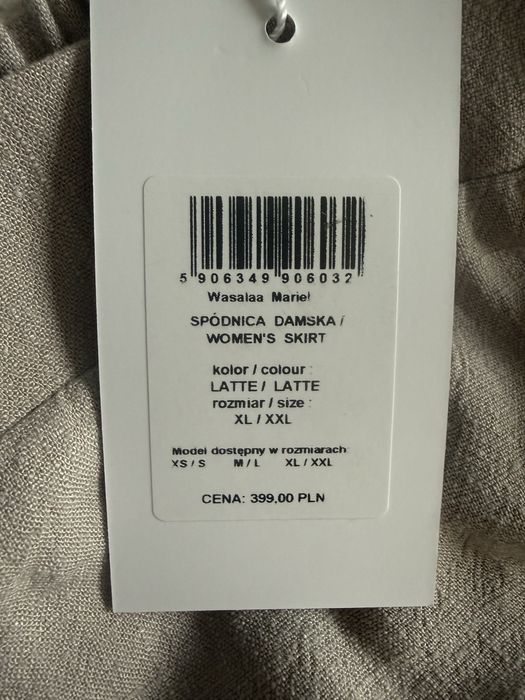 5 906349 906032
Wasalaa Mariel
SPÓDNICA DAMSKA /
WOMEN'S SKIRT
kolor / colour :
LATTE / LATTE
rozmiar / size :
XL / XXL
Model dostępny w rozmiarach:
XS / S M / L XL / XXL
CENA: 399,00 PLN